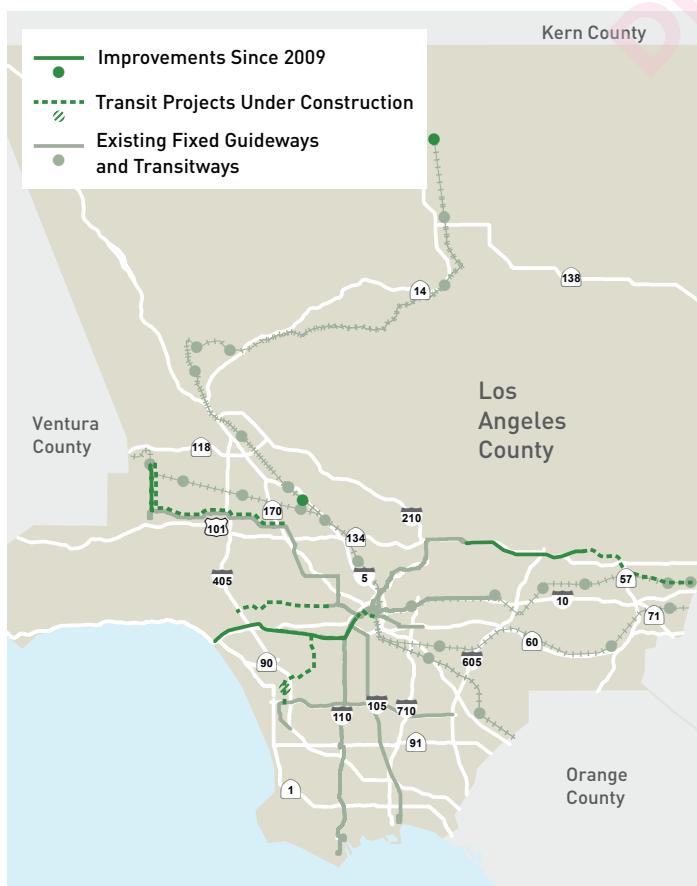 Kern County
Improvements Since 2009
Transit Projects Under Construction
Existing Fixed Guideways
and Transitways
138
14
Los
Angeles
County
Ventura
County
118
170
210
101
134
405
5
57
10
71
60
605
90
110
105
710
91
1
Orange
County